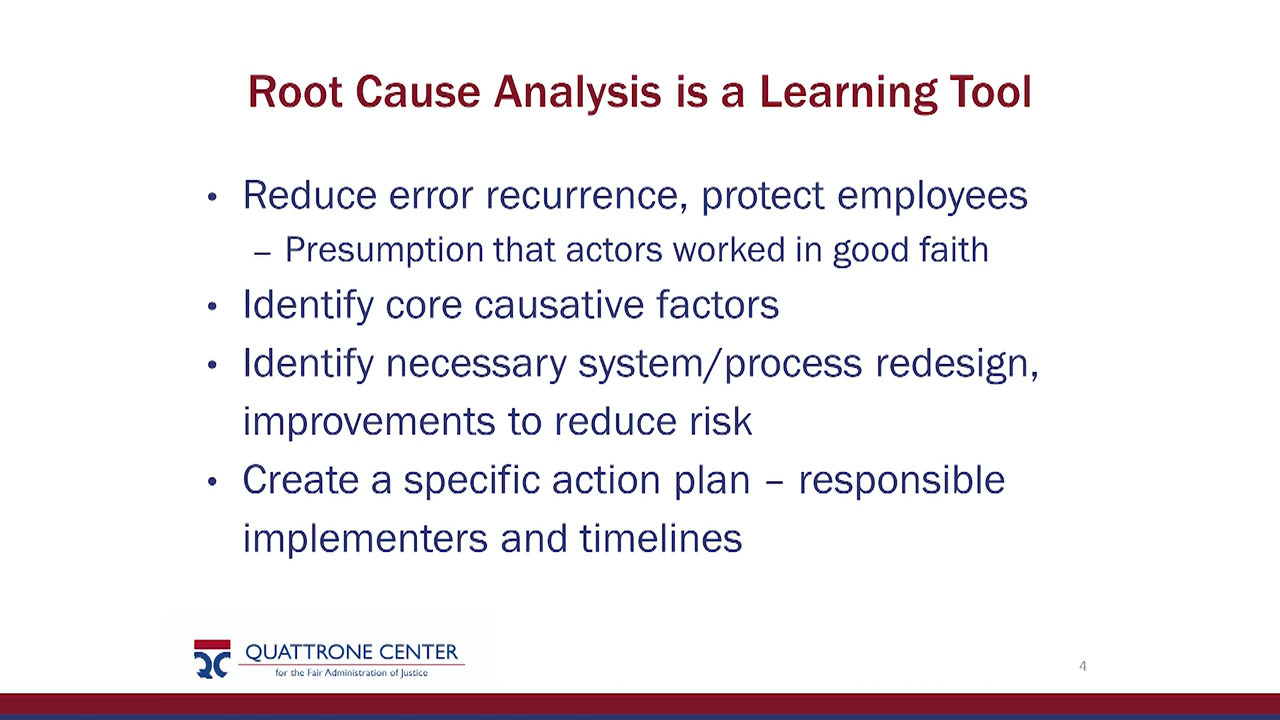 Root Cause Analysis is a Learning Tool
• Reduce error recurrence, protect employees
– Presumption that actors worked in good faith
• Identify core causative factors
• Identify necessary system/process redesign,
improvements to reduce risk
• Create a specific action plan – responsible
implementers and timelines
QUATTRONE CENTER
for the Fair Administration of Justice
4